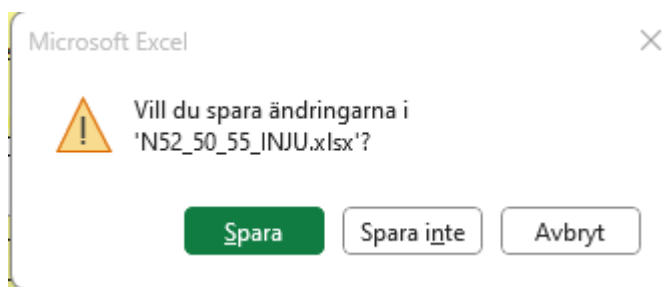 Microsoft Excel
Vill du spara ändringarna i
'N52_50_55_INJU.xlsx'?
Spara
Spara inte
Avbryt